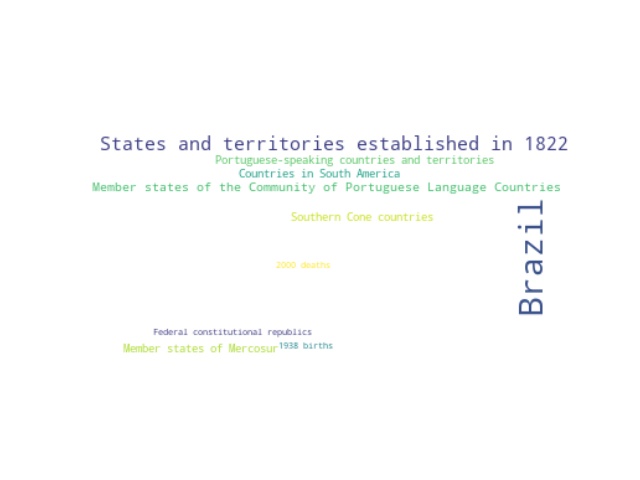 States and territories established in 1822
Portuguese-speaking countries and territories
Countries in South America
Member states of the Community of Portuguese Language Countries
Brazil
Southern Cone countries
2000 deaths
Federal constitutional republics
Member states of Mercosur
1938 births